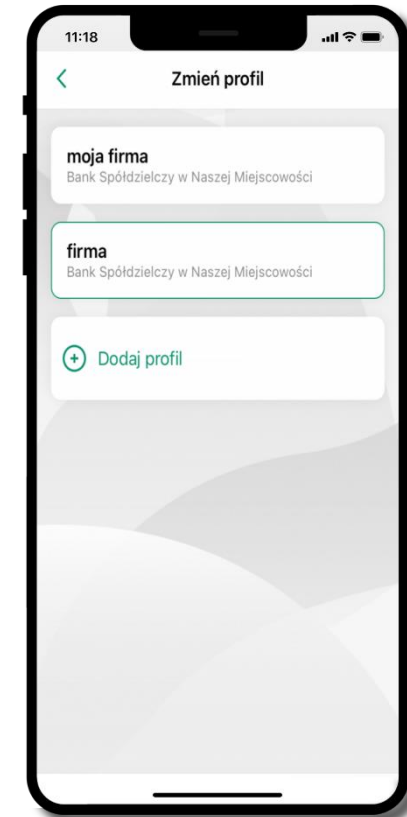 11:18
Zmień profil
moja firma
Bank Spółdzielczy w Naszej Miejscowości
firma
Bank Spółdzielczy w Naszej Miejscowości
Dodaj profil